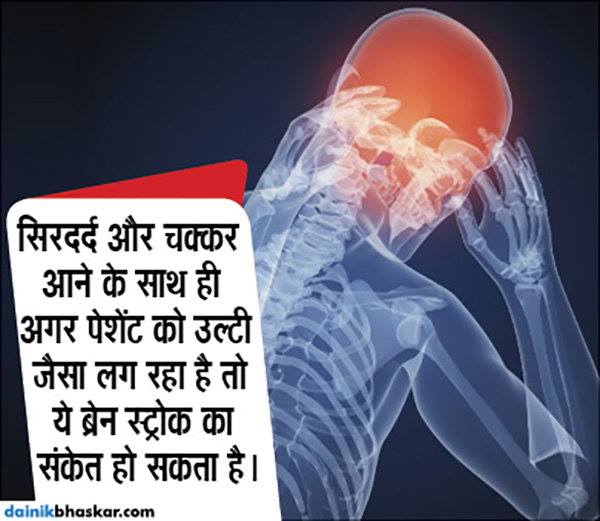 सिरदर्द और चक्कर
आने के साथ ही
अगर पेशेंट को उल्टी
जैसा लग रहा है तो
ये ब्रेन स्ट्रोक का
संकेत हो सकता है।
dainikbhaskar.com